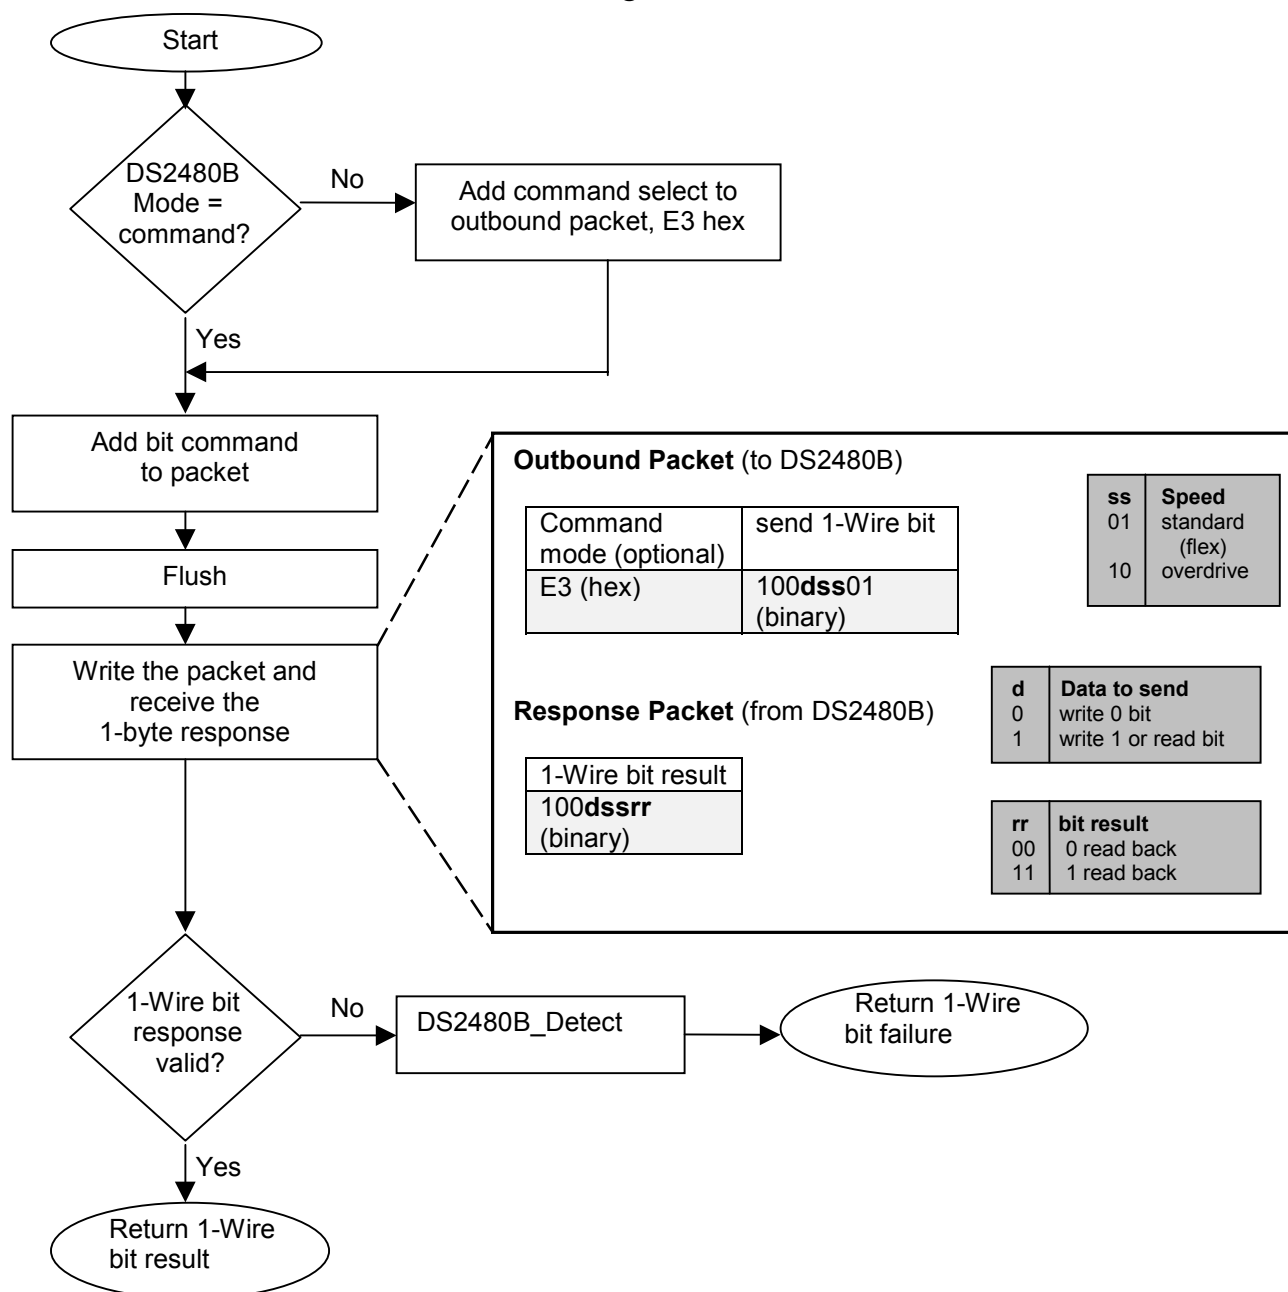 Start
DS2480B
Mode =
command?
No
Add command select to
outbound packet, E3 hex
Yes
Add bit command
to packet
Flush
Write the packet and
receive the
1-byte response
Outbound Packet (to DS2480B)
Command
mode (optional)
send 1-Wire bit
E3 (hex)
100dss01
(binary)
ss Speed
01 standard
(flex)
10 overdrive
Response Packet (from DS2480B)
1-Wire bit result
100dssrr
(binary)
d Data to send
0 write 0 bit
1 write 1 or read bit
rr bit result
00 0 read back
11 1 read back
1-Wire bit
response
valid?
No
DS2480B_Detect
Return 1-Wire
bit failure
Yes
Return 1-Wire
bit result